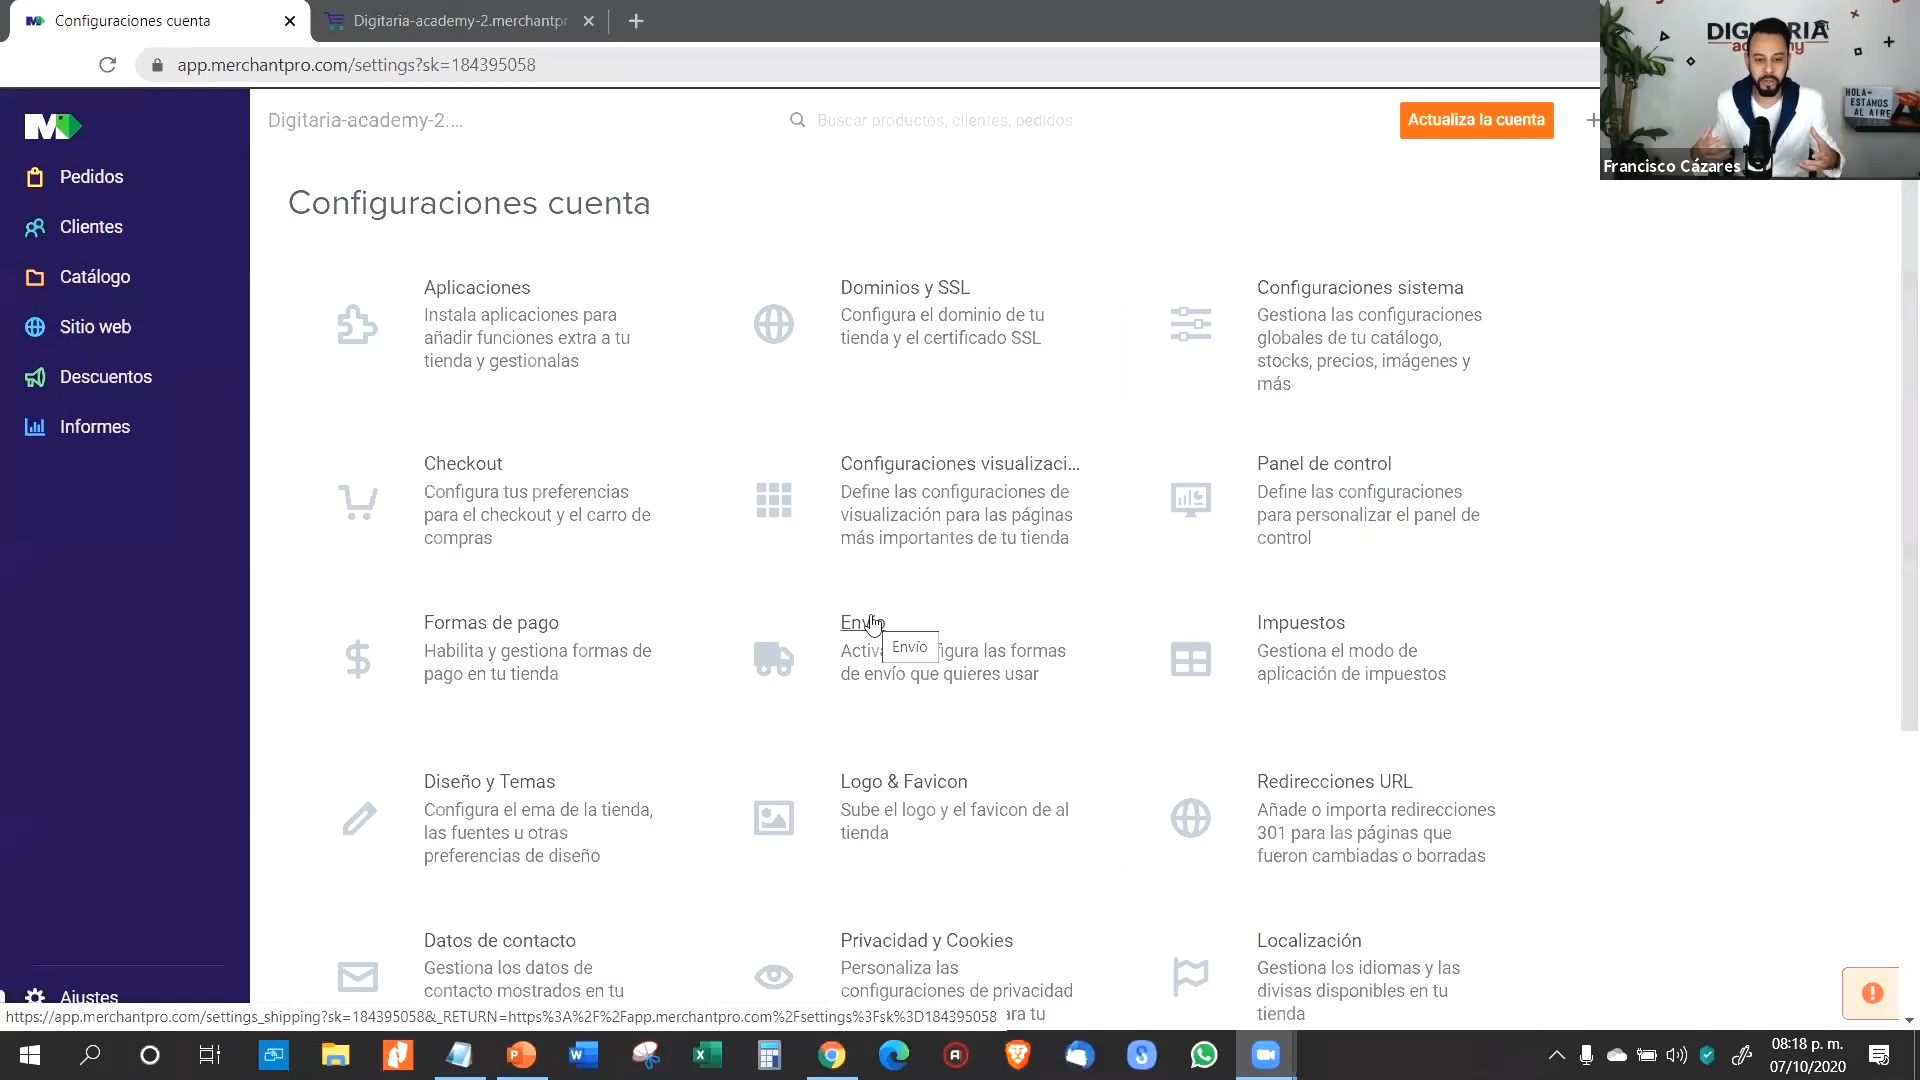 Configuraciones cuenta
Digitaria-academy-2.merchantpr
app.merchantpro.com/settings?sk=184395058
DIGITARIA
HOLA
ESTAMOS
AL AIRE
Francisco Cázares
Digitaria-academy-2....
Buscar productos, clientes, pedidos
Actualiza la cuenta
Pedidos
Clientes
Catálogo
Sitio web
Descuentos
Informes
Ajustes
Configuraciones cuenta
Aplicaciones
Instala aplicaciones para
añadir funciones extra a tu
tienda y gestionalas
Dominios y SSL
Configura el dominio de tu
tienda y el certificado SSL
Configuraciones sistema
Gestiona las configuraciones
globales de tu catálogo,
stocks, precios, imágenes y
más
Checkout
Configura tus preferencias
para el checkout y el carro de
compras
Configuraciones visualizaci...
Define las configuraciones de
visualización para las páginas
más importantes de tu tienda
Panel de control
Define las configuraciones
para personalizar el panel de
control
Formas de pago
Habilita y gestiona formas de
pago en tu tienda
Envío
Envío
las formas
de envío que quieres usar
Impuestos
Gestiona el modo de
aplicación de impuestos
Diseño y Temas
Configura el ema de la tienda,
las fuentes u otras
preferencias de diseño
Logo & Favicon
Sube el logo y el favicon de al
tienda
Redirecciones URL
Añade o importa redirecciones
301 para las páginas que
fueron cambiadas o borradas
Datos de contacto
Gestiona los datos de
contacto mostrados en tu
Privacidad y Cookies
Personaliza las
configuraciones de privacidad
ara tu
Localización
Gestiona los idiomas y las
divisas disponibles en tu
tienda
https://app.merchantpro.com/settings_shipping?sk=184395058&_RETURN=https%3A%2F%2Fapp.merchantpro.com%2Fsettings%3Fsk%3D184395058
08:18 p. m.
07/10/2020